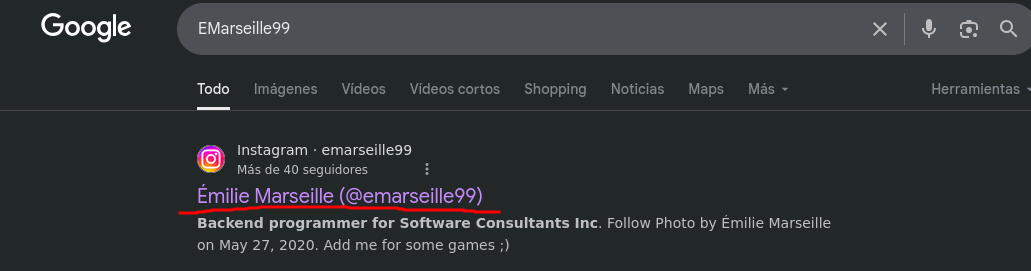 Google
EMarseille99
Todo Imágenes Vídeos Vídeos cortos Shopping Noticias Maps Más Herramientas
Instagram · emarseille99
Más de 40 seguidores
Émilie Marseille (@emarseille99)
Backend programmer for Software Consultants Inc. Follow Photo by Émilie Marseille
on May 27, 2020. Add me for some games ;)